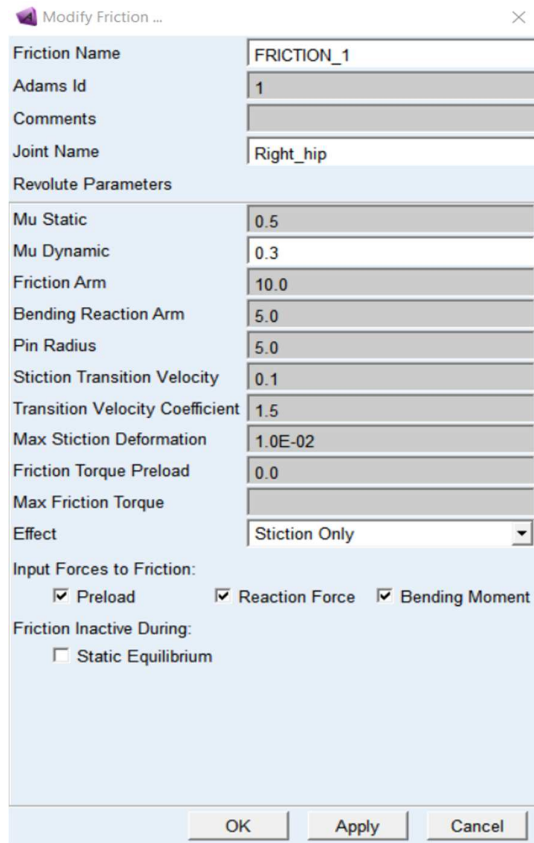 Modify Friction ...
Friction Name FRICTION_1
Adams Id 1
Comments
Joint Name Right_hip
Revolute Parameters
Mu Static 0.5
Mu Dynamic 0.3
Friction Arm 10.0
Bending Reaction Arm 5.0
Pin Radius 5.0
Stiction Transition Velocity 0.1
Transition Velocity Coefficient 1.5
Max Stiction Deformation 1.0E-02
Friction Torque Preload 0.0
Max Friction Torque
Effect Stiction Only
Input Forces to Friction:
Preload Reaction Force Bending Moment
Friction Inactive During:
Static Equilibrium
OK Apply Cancel